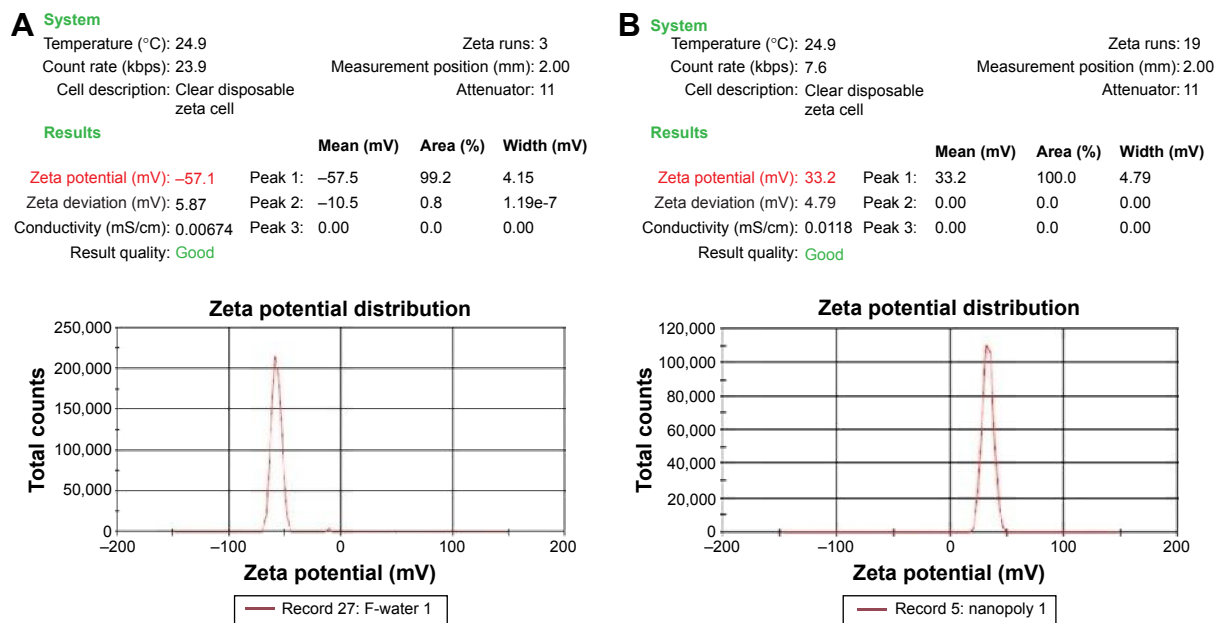 A
System
Temperature (°C): 24.9 Zeta runs: 3
Count rate (kbps): 23.9 Measurement position (mm): 2.00
Cell description: Clear disposable Attenuator: 11
zeta cell
Results
Mean (mV) Area (%) Width (mV)
Zeta potential (mV): –57.1 Peak 1: –57.5 99.2 4.15
Zeta deviation (mV): 5.87 Peak 2: –10.5 0.8 1.19e-7
Conductivity (mS/cm): 0.00674 Peak 3: 0.00 0.0 0.00
Result quality: Good
Zeta potential distribution
Total counts
250,000
200,000
150,000
100,000
50,000
0
–200 –100 0 100 200
Zeta potential (mV)
Record 27: F-water 1
B
System
Temperature (°C): 24.9 Zeta runs: 19
Count rate (kbps): 7.6 Measurement position (mm): 2.00
Cell description: Clear disposable Attenuator: 11
zeta cell
Results
Mean (mV) Area (%) Width (mV)
Zeta potential (mV): 33.2 Peak 1: 33.2 100.0 4.79
Zeta deviation (mV): 4.79 Peak 2: 0.00 0.0 0.00
Conductivity (mS/cm): 0.0118 Peak 3: 0.00 0.0 0.00
Result quality: Good
Zeta potential distribution
Total counts
120,000
100,000
80,000
60,000
40,000
20,000
0
–200 –100 0 100 200
Zeta potential (mV)
Record 5: nanopoly 1